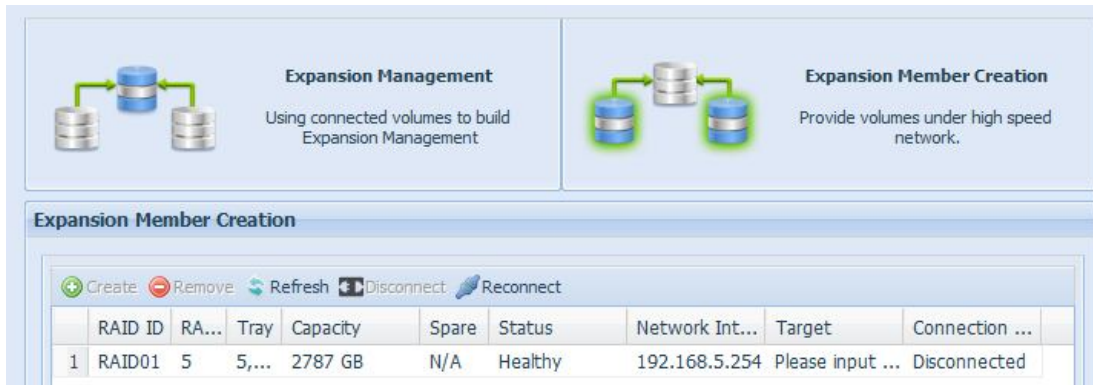 Expansion Management
Using connected volumes to build
Expansion Management
Expansion Member Creation
Provide volumes under high speed
network.
Expansion Member Creation
Create Remove Refresh Disconnect Reconnect
RAID ID RA... Tray Capacity Spare Status Network Int... Target Connection ...
1 RAID01 5 5,... 2787 GB N/A Healthy 192.168.5.254 Please input ... Disconnected